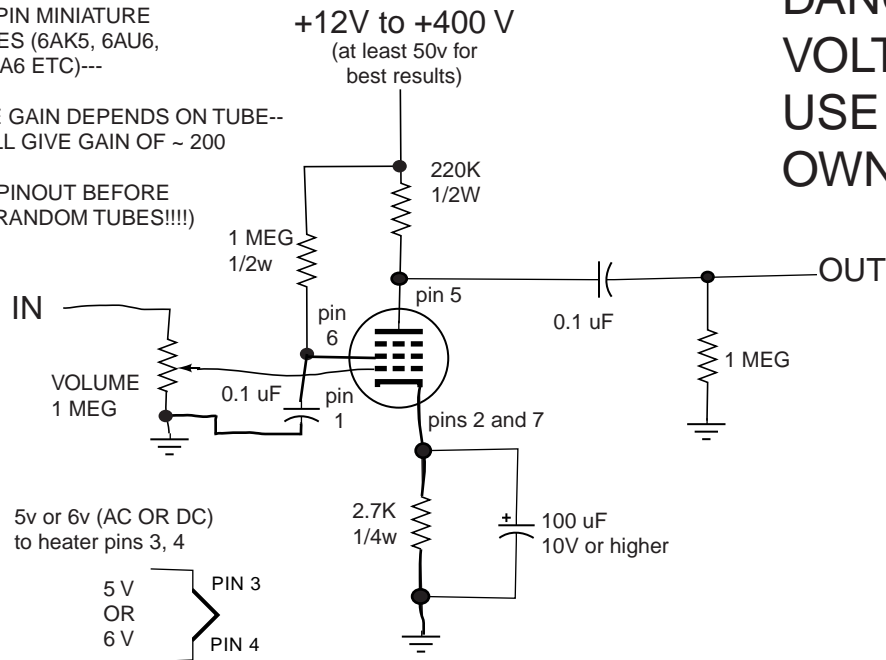 PIN MINIATURE
ES (6AK5, 6AU6,
A6 ETC)---
E GAIN DEPENDS ON TUBE--
LL GIVE GAIN OF ~ 200
PINOUT BEFORE
RANDOM TUBES!!!!)
+12V to +400 V
(at least 50v for
best results)
VOLT
USE
OWN
220K
1/2W
1 MEG
1/2w
IN
pin
6
pin 5
0.1 uF
OUT
VOLUME
1 MEG
0.1 uF
pin
1
1 MEG
pins 2 and 7
5v or 6v (AC OR DC)
to heater pins 3, 4
2.7K
1/4w
+
100 uF
10V or higher
5 V
OR
6 V
PIN 3
PIN 4